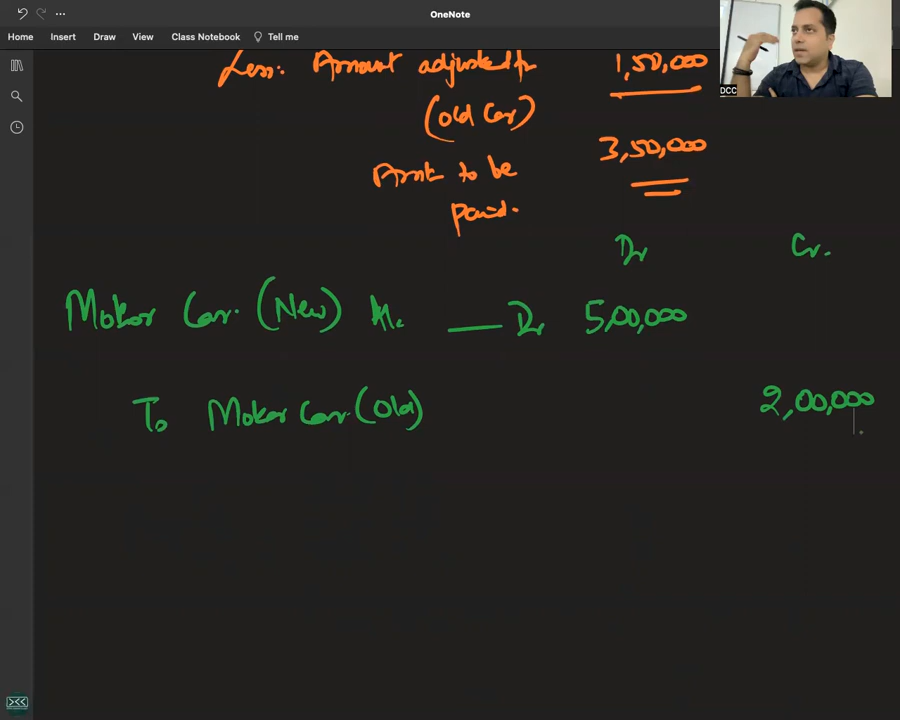 OneNote
Home Insert Draw View Class Notebook Tell me
Less: Amount adjusted for 1,50,000
(Old Car)
3,50,000
Amt to be
paid.
DCC
Dr Cr.
Motor Car. (New) A/c — Dr 5,00,000
To Motor Car. (Old) 2,00,000